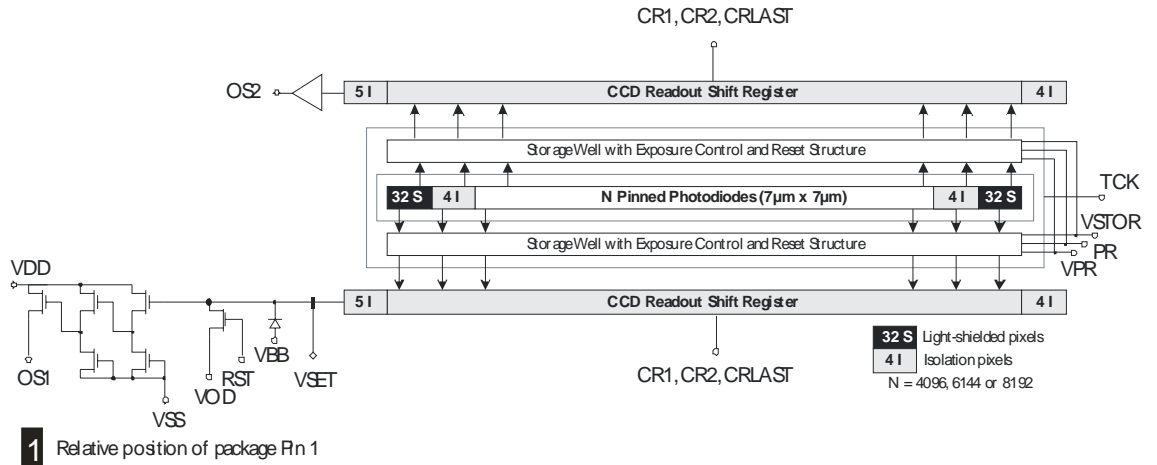 CR1, CR2, CRLAST
OS2
5 I
CCD Readout Shift Register
4 I
Storage Well with Exposure Control and Reset Structure
32 S
4 I
N Pinned Photodiodes (7µm x 7µm)
4 I
32 S
TCK
VSTOR
PR
VPR
Storage Well with Exposure Control and Reset Structure
VDD
5 I
CCD Readout Shift Register
4 I
OS1
VSS
VOD
RST
VBB
VSET
CR1, CR2, CRLAST
32 S Light-shielded pixels
4 I Isolation pixels
N = 4096, 6144 or 8192
1 Relative position of package Pin 1